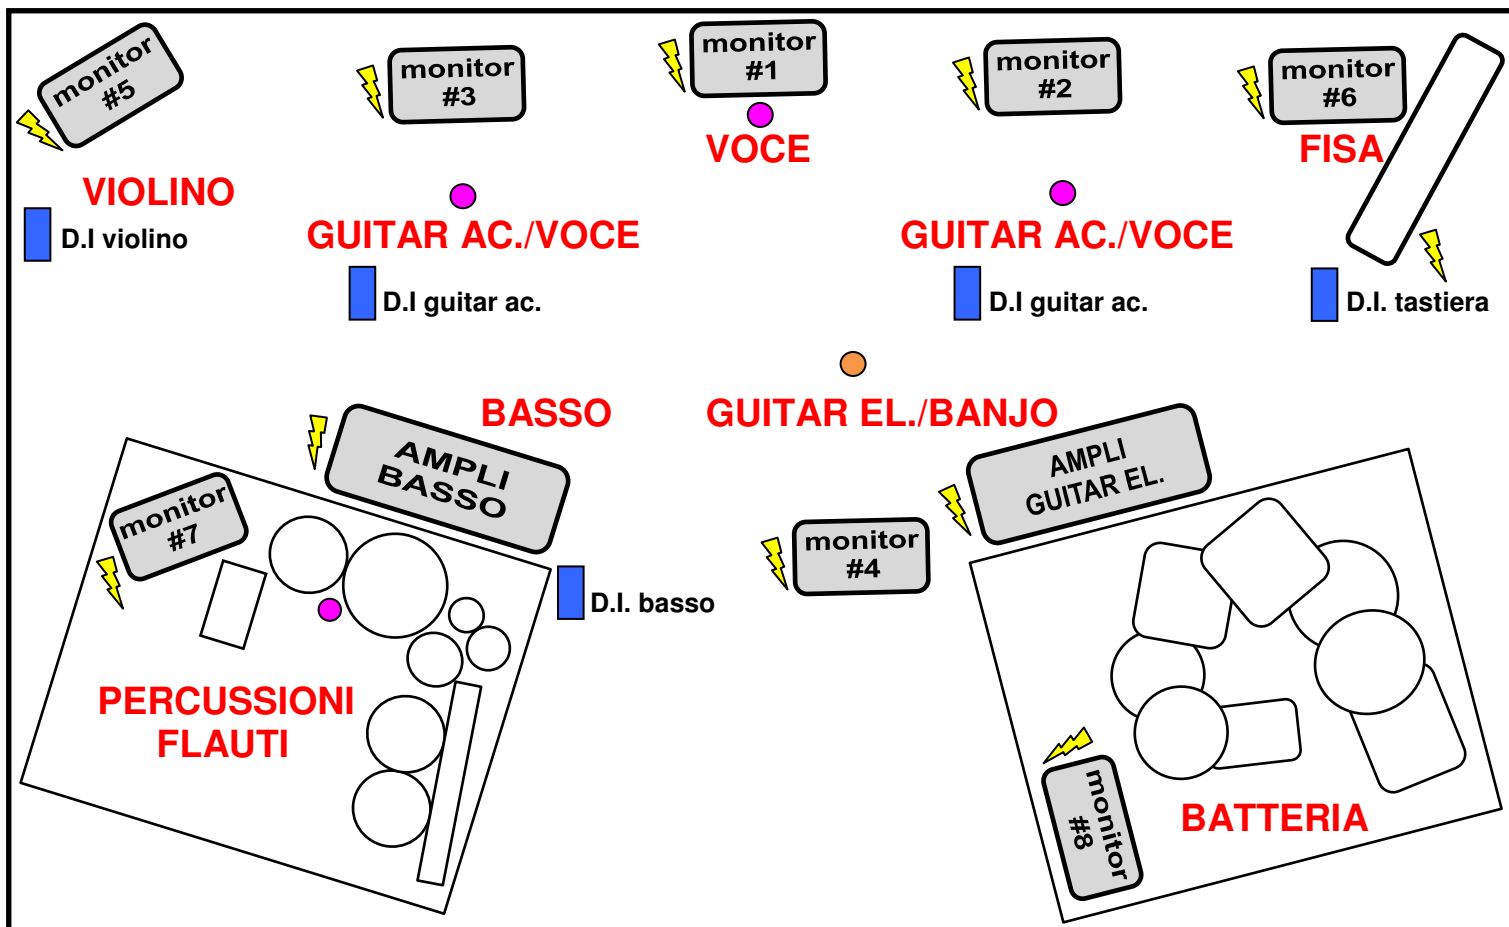 monitor
#5
monitor
#3
monitor
#1
monitor
#2
monitor
#6
VOCE
FISA
VIOLINO
D.I violino
GUITAR AC./VOCE
GUITAR AC./VOCE
D.I guitar ac.
D.I guitar ac.
D.I. tastiera
BASSO
GUITAR EL./BANJO
AMPLI
BASSO
AMPLI
GUITAR EL.
monitor
#7
monitor
#4
D.I. basso
PERCUSSIONI
FLAUTI
monitor
#8
BATTERIA